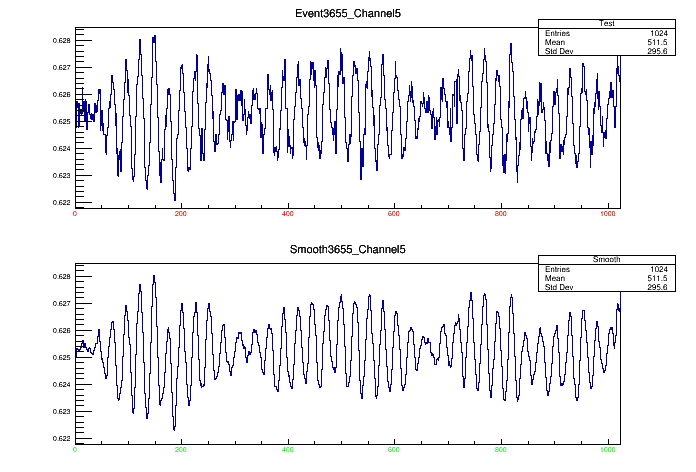 Event3655_Channel5
Test
Entries 1024
Mean 511.5
Std Dev 295.6
0.628
0.627
0.626
0.625
0.624
0.623
0.622
0 200 400 600 800 1000
Smooth3655_Channel5
Smooth
Entries 1024
Mean 511.5
Std Dev 295.6
0.628
0.627
0.626
0.625
0.624
0.623
0.622
0 200 400 600 800 1000